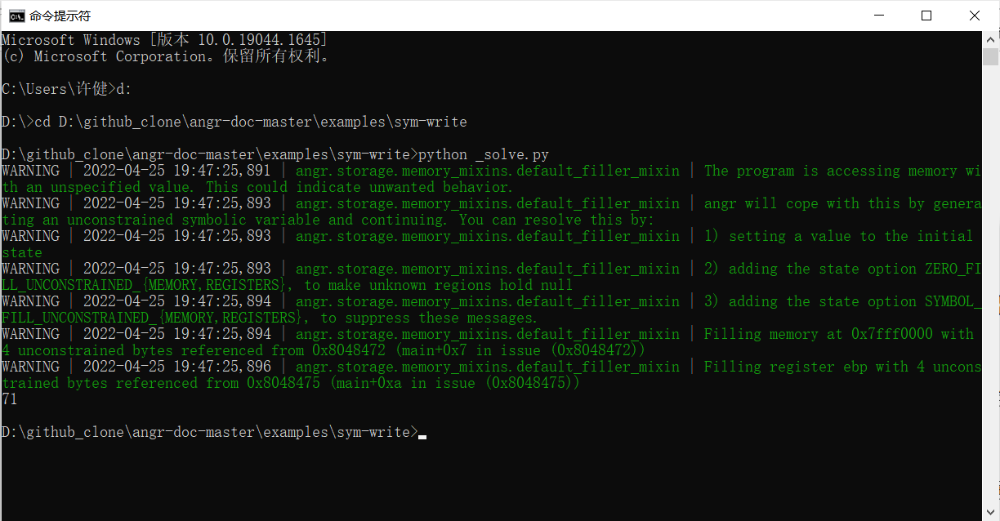 命令提示符
Microsoft Windows [版本 10.0.19044.1645]
(c) Microsoft Corporation。保留所有权利。
C:\Users\许健>d:
D:\>cd D:\github_clone\angr-doc-master\examples\sym-write
D:\github_clone\angr-doc-master\examples\sym-write>python _solve.py
WARNING | 2022-04-25 19:47:25,891 | angr.storage.memory_mixins.default_filler_mixin | The program is accessing memory wi
th an unspecified value. This could indicate unwanted behavior.
WARNING | 2022-04-25 19:47:25,893 | angr.storage.memory_mixins.default_filler_mixin | angr will cope with this by genera
ting an unconstrained symbolic variable and continuing. You can resolve this by:
WARNING | 2022-04-25 19:47:25,893 | angr.storage.memory_mixins.default_filler_mixin | 1) setting a value to the initial
state
WARNING | 2022-04-25 19:47:25,893 | angr.storage.memory_mixins.default_filler_mixin | 2) adding the state option ZERO_FI
LL_UNCONSTRAINED_{MEMORY,REGISTERS}, to make unknown regions hold null
WARNING | 2022-04-25 19:47:25,894 | angr.storage.memory_mixins.default_filler_mixin | 3) adding the state option SYMBOL_
FILL_UNCONSTRAINED_{MEMORY,REGISTERS}, to suppress these messages.
WARNING | 2022-04-25 19:47:25,894 | angr.storage.memory_mixins.default_filler_mixin | Filling memory at 0x7fff0000 with
4 unconstrained bytes referenced from 0x8048472 (main+0x7 in issue (0x8048472))
WARNING | 2022-04-25 19:47:25,896 | angr.storage.memory_mixins.default_filler_mixin | Filling register ebp with 4 uncons
trained bytes referenced from 0x8048475 (main+0xa in issue (0x8048475))
71
D:\github_clone\angr-doc-master\examples\sym-write>